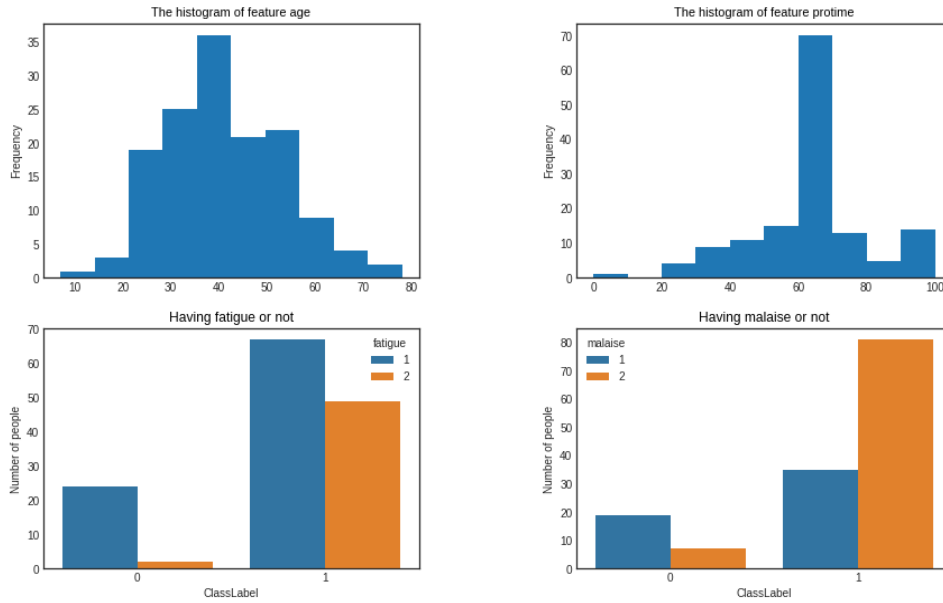 The histogram of feature age
Frequency
35
30
25
20
15
10
5
0
10 20 30 40 50 60 70 80
The histogram of feature protime
Frequency
70
60
50
40
30
20
10
0
0 20 40 60 80 100
Having fatigue or not
Number of people
70
60
50
40
30
20
10
0
fatigue
1
2
0 1
ClassLabel
Having malaise or not
Number of people
80
70
60
50
40
30
20
10
0
malaise
1
2
0 1
ClassLabel